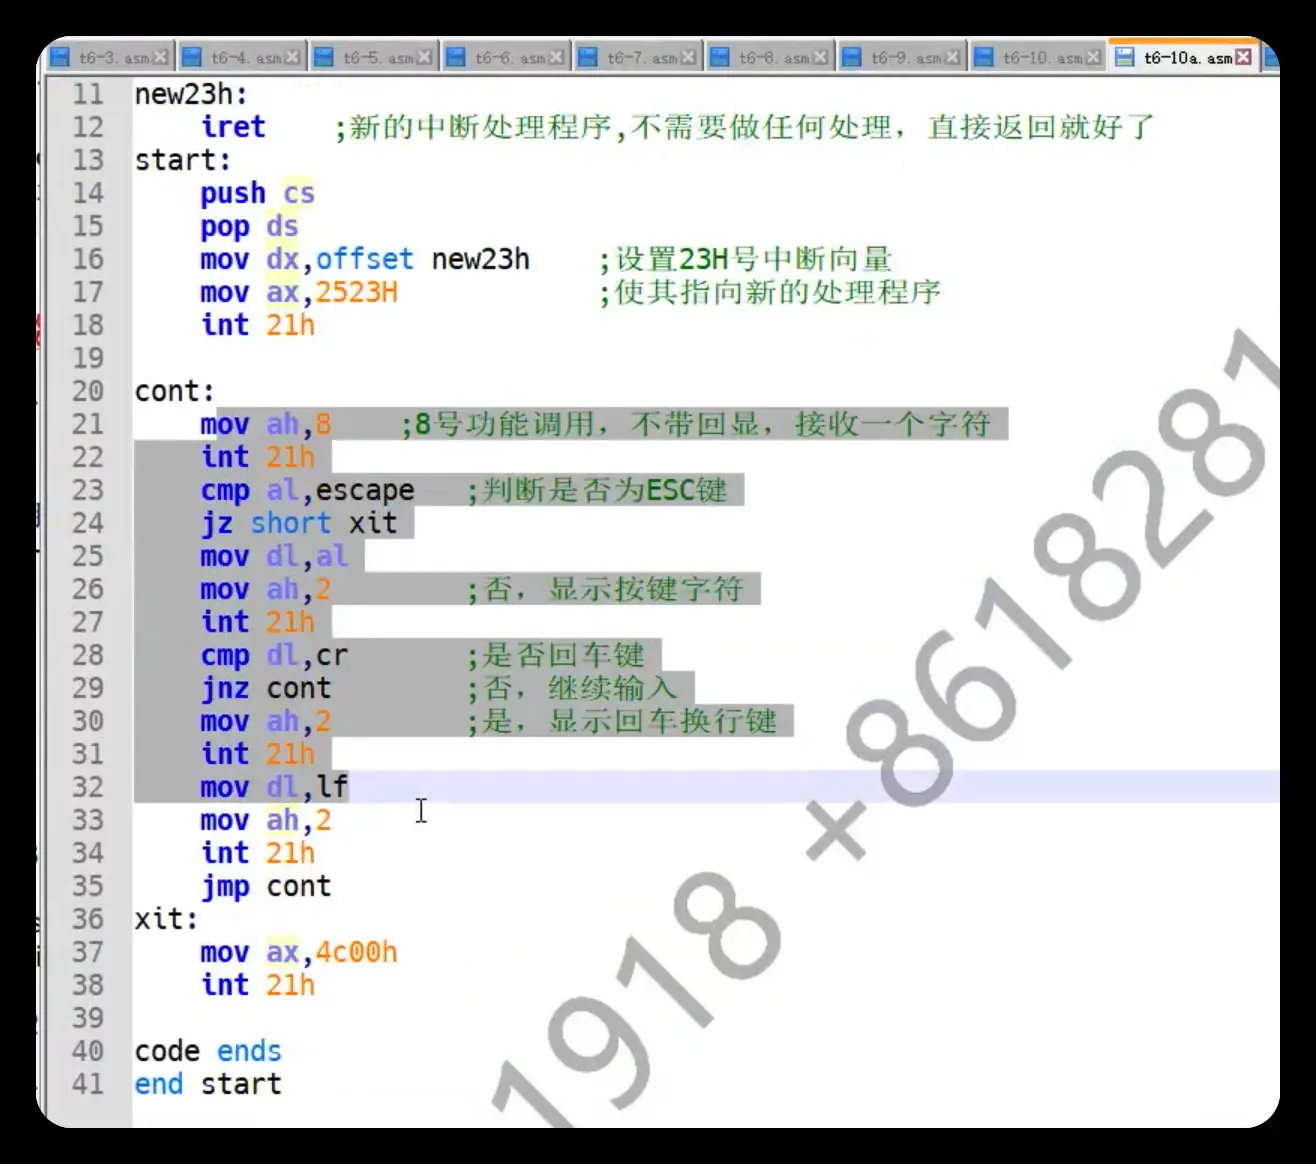 t6-3.asm t6-4.asm t6-5.asm t6-6.asm t6-7.asm t6-8.asm t6-9.asm t6-10.asm t6-10a.asm
11 new23h:
12 iret ;新的中断处理程序,不需要做任何处理，直接返回就好了
13 start:
14 push cs
15 pop ds
16 mov dx,offset new23h ;设置23H号中断向量
17 mov ax,2523H ;使其指向新的处理程序
18 int 21h
19
20 cont:
21 mov ah,8 ;8号功能调用，不带回显，接收一个字符
22 int 21h
23 cmp al,escape ;判断是否为ESC键
24 jz short xit
25 mov dl,al
26 mov ah,2 ;否，显示按键字符
27 int 21h
28 cmp dl,cr ;是否回车键
29 jnz cont ;否，继续输入
30 mov ah,2 ;是，显示回车换行键
31 int 21h
32 mov dl,lf
33 mov ah,2
34 int 21h
35 jmp cont
36 xit:
37 mov ax,4c00h
38 int 21h
39
40 code ends
41 end start
1918 +8618281